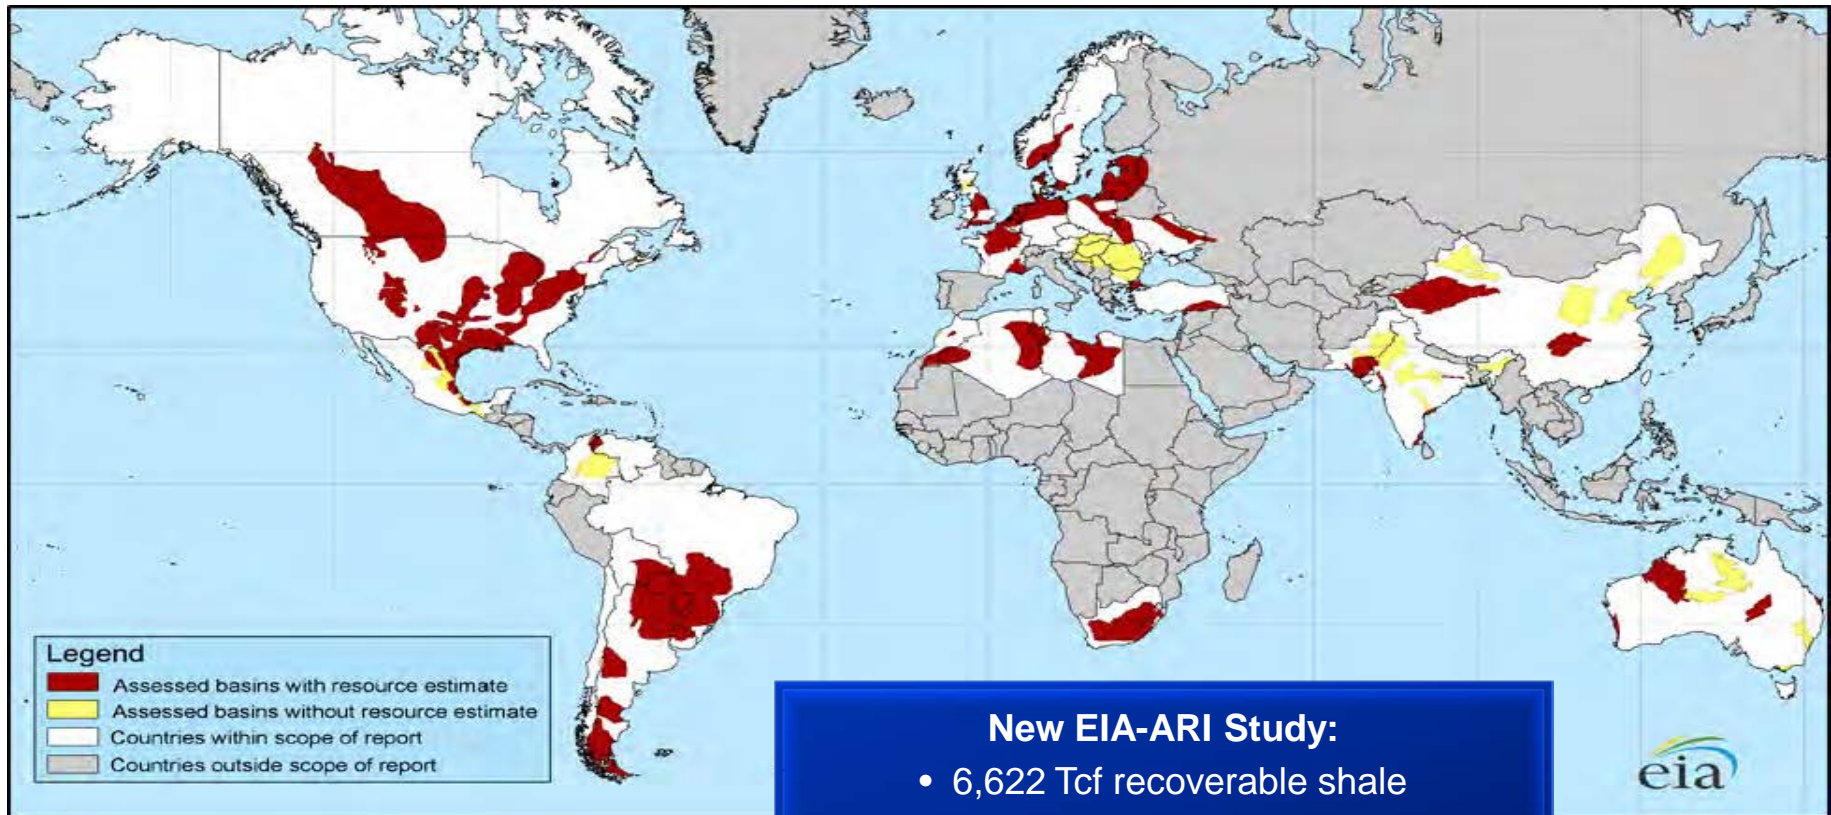 Legend
Assessed basins with resource estimate
Assessed basins without resource estimate
Countries within scope of report
Countries outside scope of report
New EIA-ARI Study:
• 6,622 Tcf recoverable shale
eia